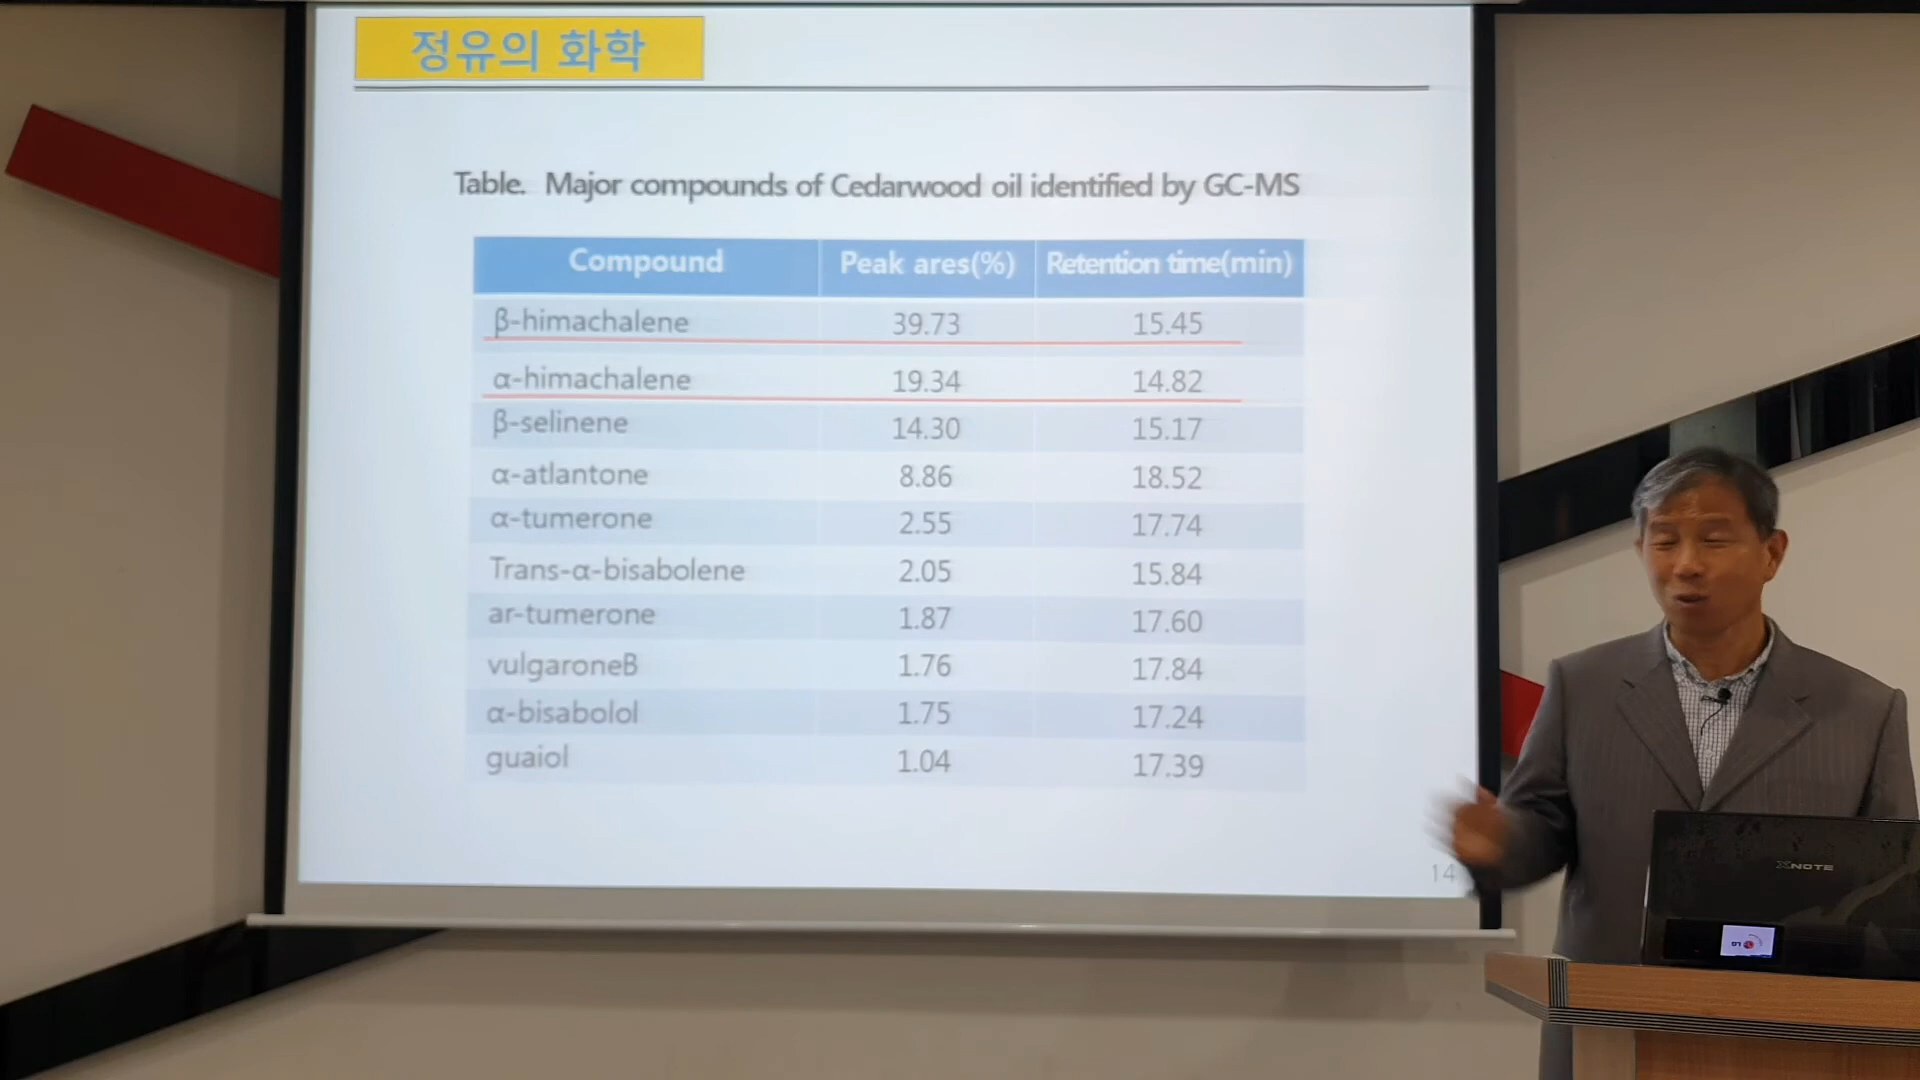 정유의 화학
Table. Major compounds of Cedarwood oil identified by GC-MS
Compound Peak ares(%) Retention time(min)
β-himachalene 39.73 15.45
α-himachalene 19.34 14.82
β-selinene 14.30 15.17
α-atlantone 8.86 18.52
α-tumerone 2.55 17.74
Trans-α-bisabolene 2.05 15.84
ar-tumerone 1.87 17.60
vulgaroneB 1.76 17.84
α-bisabolol 1.75 17.24
guaiol 1.04 17.39
14
XNOTE
LG